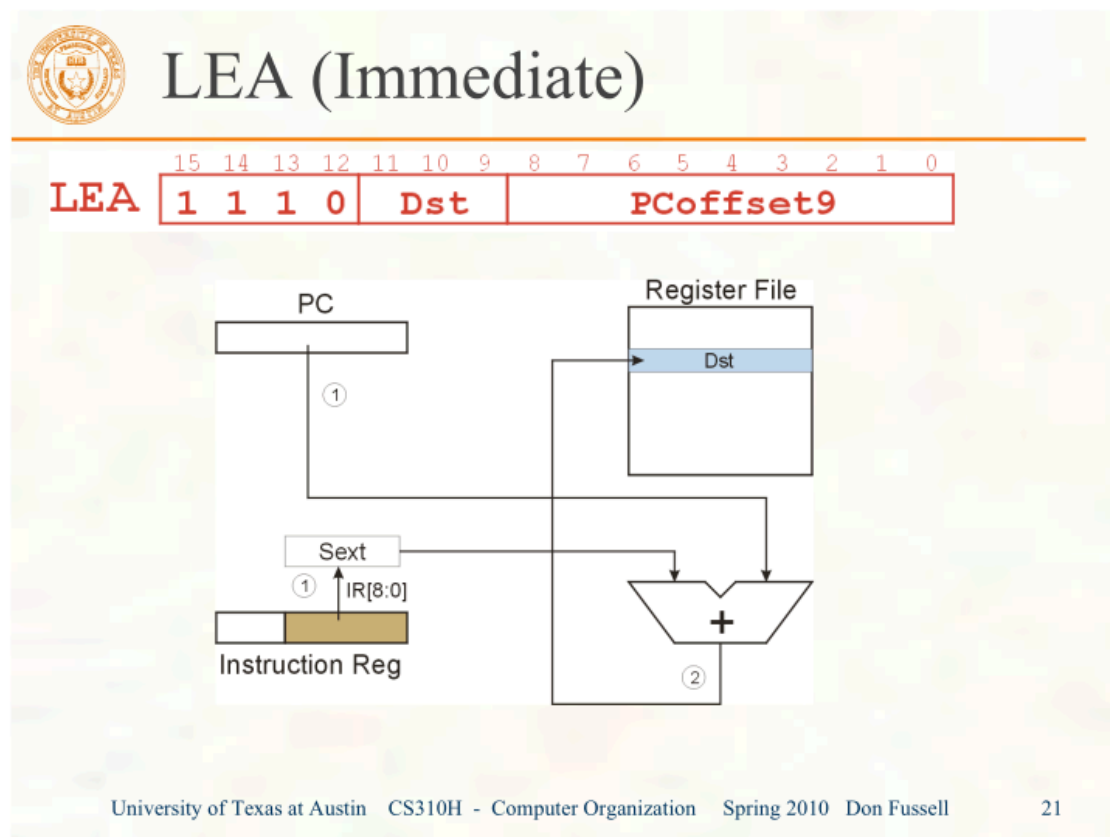 LEA (Immediate)
15 14 13 12 11 10 9 8 7 6 5 4 3 2 1 0
LEA 1 1 1 0 Dst PCoffset9
PC
Register File
Dst
1
Sext
1
IR[8:0]
+
Instruction Reg
2
University of Texas at Austin CS310H - Computer Organization Spring 2010 Don Fussell 21